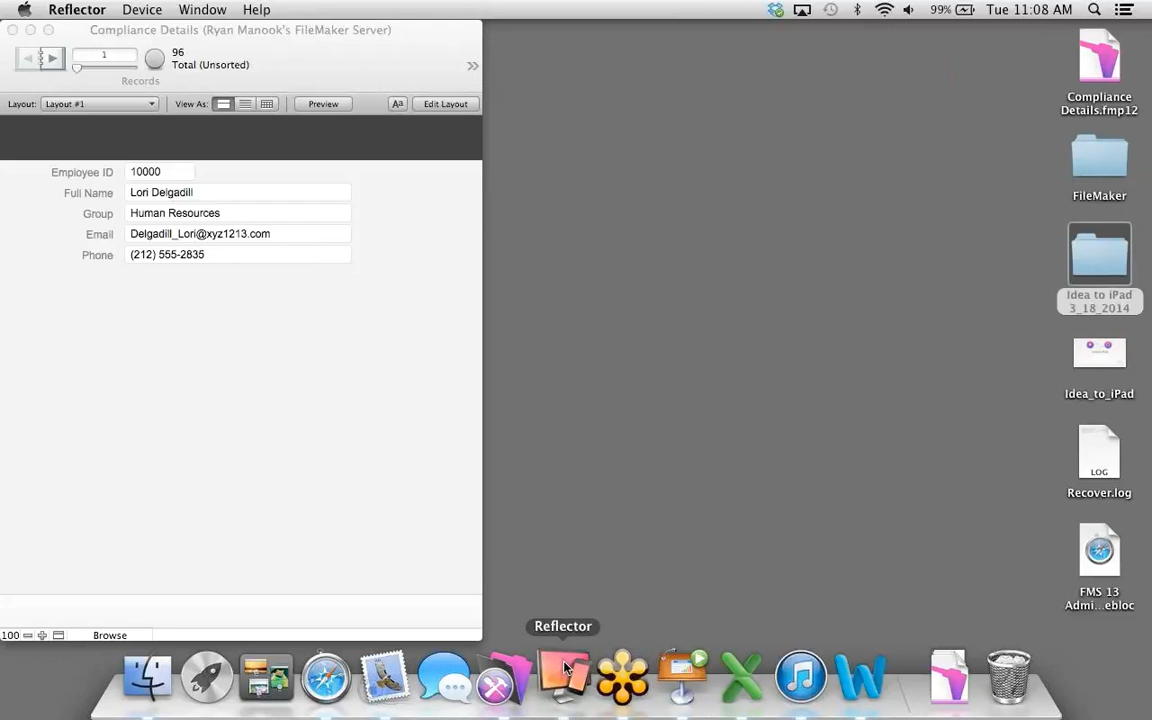 Reflector Device Window Help 99% Tue 11:08 AM
Compliance Details (Ryan Manook's FileMaker Server)
1 96
Total (Unsorted)
Records
Layout: Layout #1 View As: Preview Aa Edit Layout
Employee ID 10000
Full Name Lori Delgadill
Group Human Resources
Email Delgadill_Lori@xyz1213.com
Phone (212) 555-2835
100 Browse
Compliance
Details.fmp12
FileMaker
Idea to iPad
3_18_2014
Idea_to_iPad
LOG
Recover.log
FMS 13
Admi...ebloc
Reflector